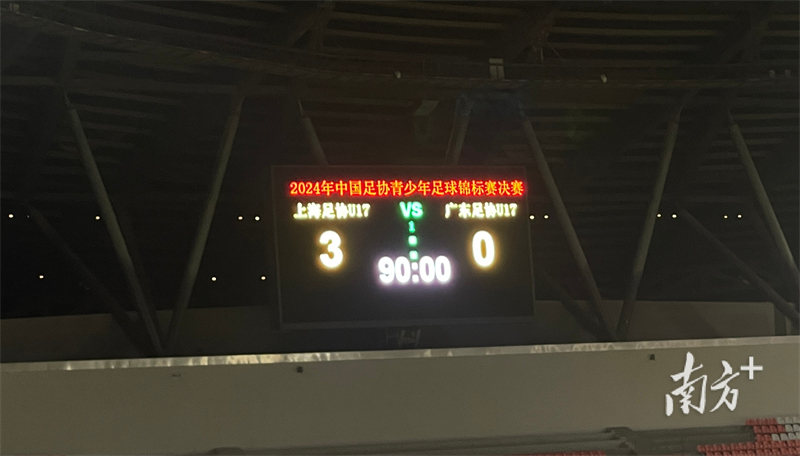 2024年中国足协青少年足球锦标赛决赛
上海足协U17 VS 广东足协U17
3 0
90:00
南方+